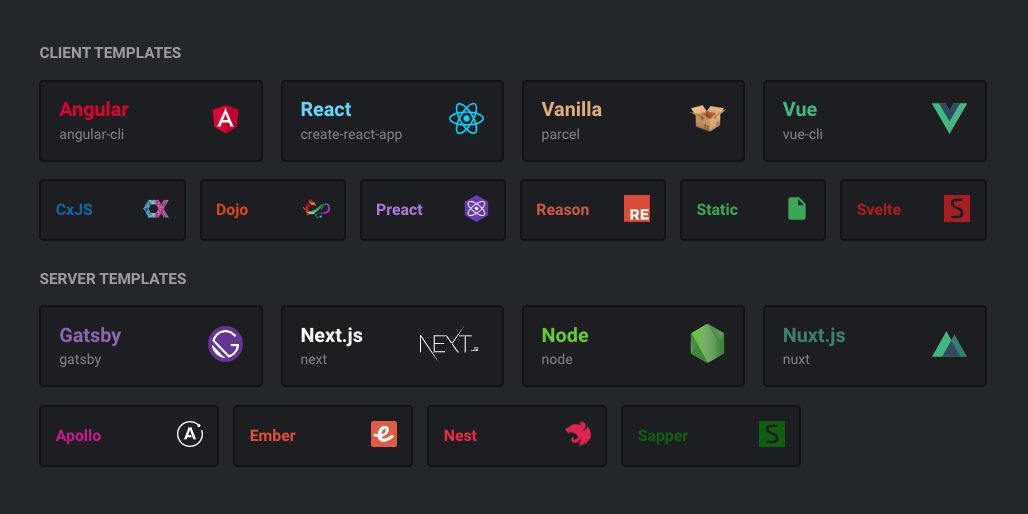 CLIENT TEMPLATES
Angular
angular-cli
React
create-react-app
Vanilla
parcel
Vue
vue-cli
CxJS
Dojo
Preact
Reason
RE
Static
Svelte
S
SERVER TEMPLATES
Gatsby
gatsby
Next.js
next
NEXT.JS
Node
node
Nuxt.js
nuxt
Apollo
A
Ember
e
Nest
Sapper
S